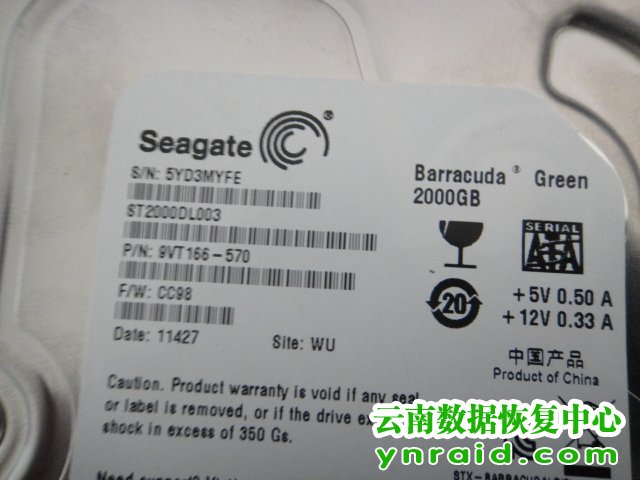 Seagate
S/N: 5YD3MYFE
ST2000DL003
P/N: 9VT166-570
F/W: CC98
Date: 11427 Site: WU
Barracuda® Green
2000GB
SERIAL
ATA
20
+5V 0.50 A
+12V 0.33 A
中国产品
Product of China
Caution. Product warranty is void if any seal
or label is removed, or if the drive
shock in excess of 350 Gs.
云南数据恢复中心
ynraid.com